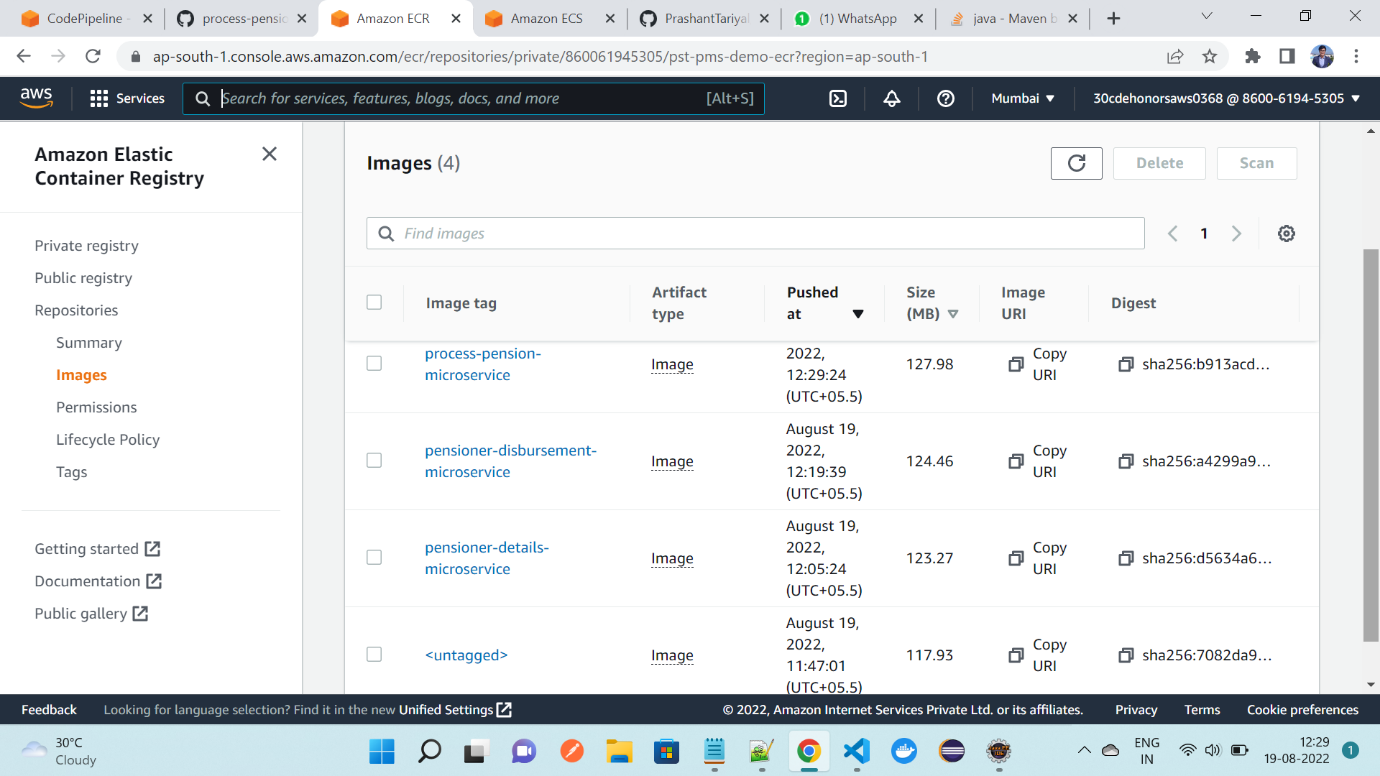 CodePipeline -
process-pensio
Amazon ECR
Amazon ECS
PrashantTariyal
(1) WhatsApp
java - Maven b
ap-south-1.console.aws.amazon.com/ecr/repositories/private/860061945305/pst-pms-demo-ecr?region=ap-south-1
aws
Services
Search for services, features, blogs, docs, and more
[Alt+S]
Mumbai
30cdehonorsaws0368 @ 8600-6194-5305
Amazon Elastic
Container Registry
Private registry
Public registry
Repositories
Summary
Images
Permissions
Lifecycle Policy
Tags
Getting started
Documentation
Public gallery
Images (4)
Delete
Scan
Find images
1
Image tag
Artifact
type
Pushed
at
Size
(MB)
Image
URI
Digest
process-pension-
microservice
Image
2022,
12:29:24
(UTC+05.5)
127.98
Copy
URI
sha256:b913acd...
pensioner-disbursement-
microservice
Image
August 19,
2022,
12:19:39
(UTC+05.5)
124.46
Copy
URI
sha256:a4299a9...
pensioner-details-
microservice
Image
August 19,
2022,
12:05:24
(UTC+05.5)
123.27
Copy
URI
sha256:d5634a6...
<untagged>
Image
August 19,
2022,
11:47:01
(UTC+05.5)
117.93
Copy
URI
sha256:7082da9...
Feedback
Looking for language selection? Find it in the new Unified Settings
© 2022, Amazon Internet Services Private Ltd. or its affiliates.
Privacy
Terms
Cookie preferences
30°C
Cloudy
ENG
IN
12:29
19-08-2022
1